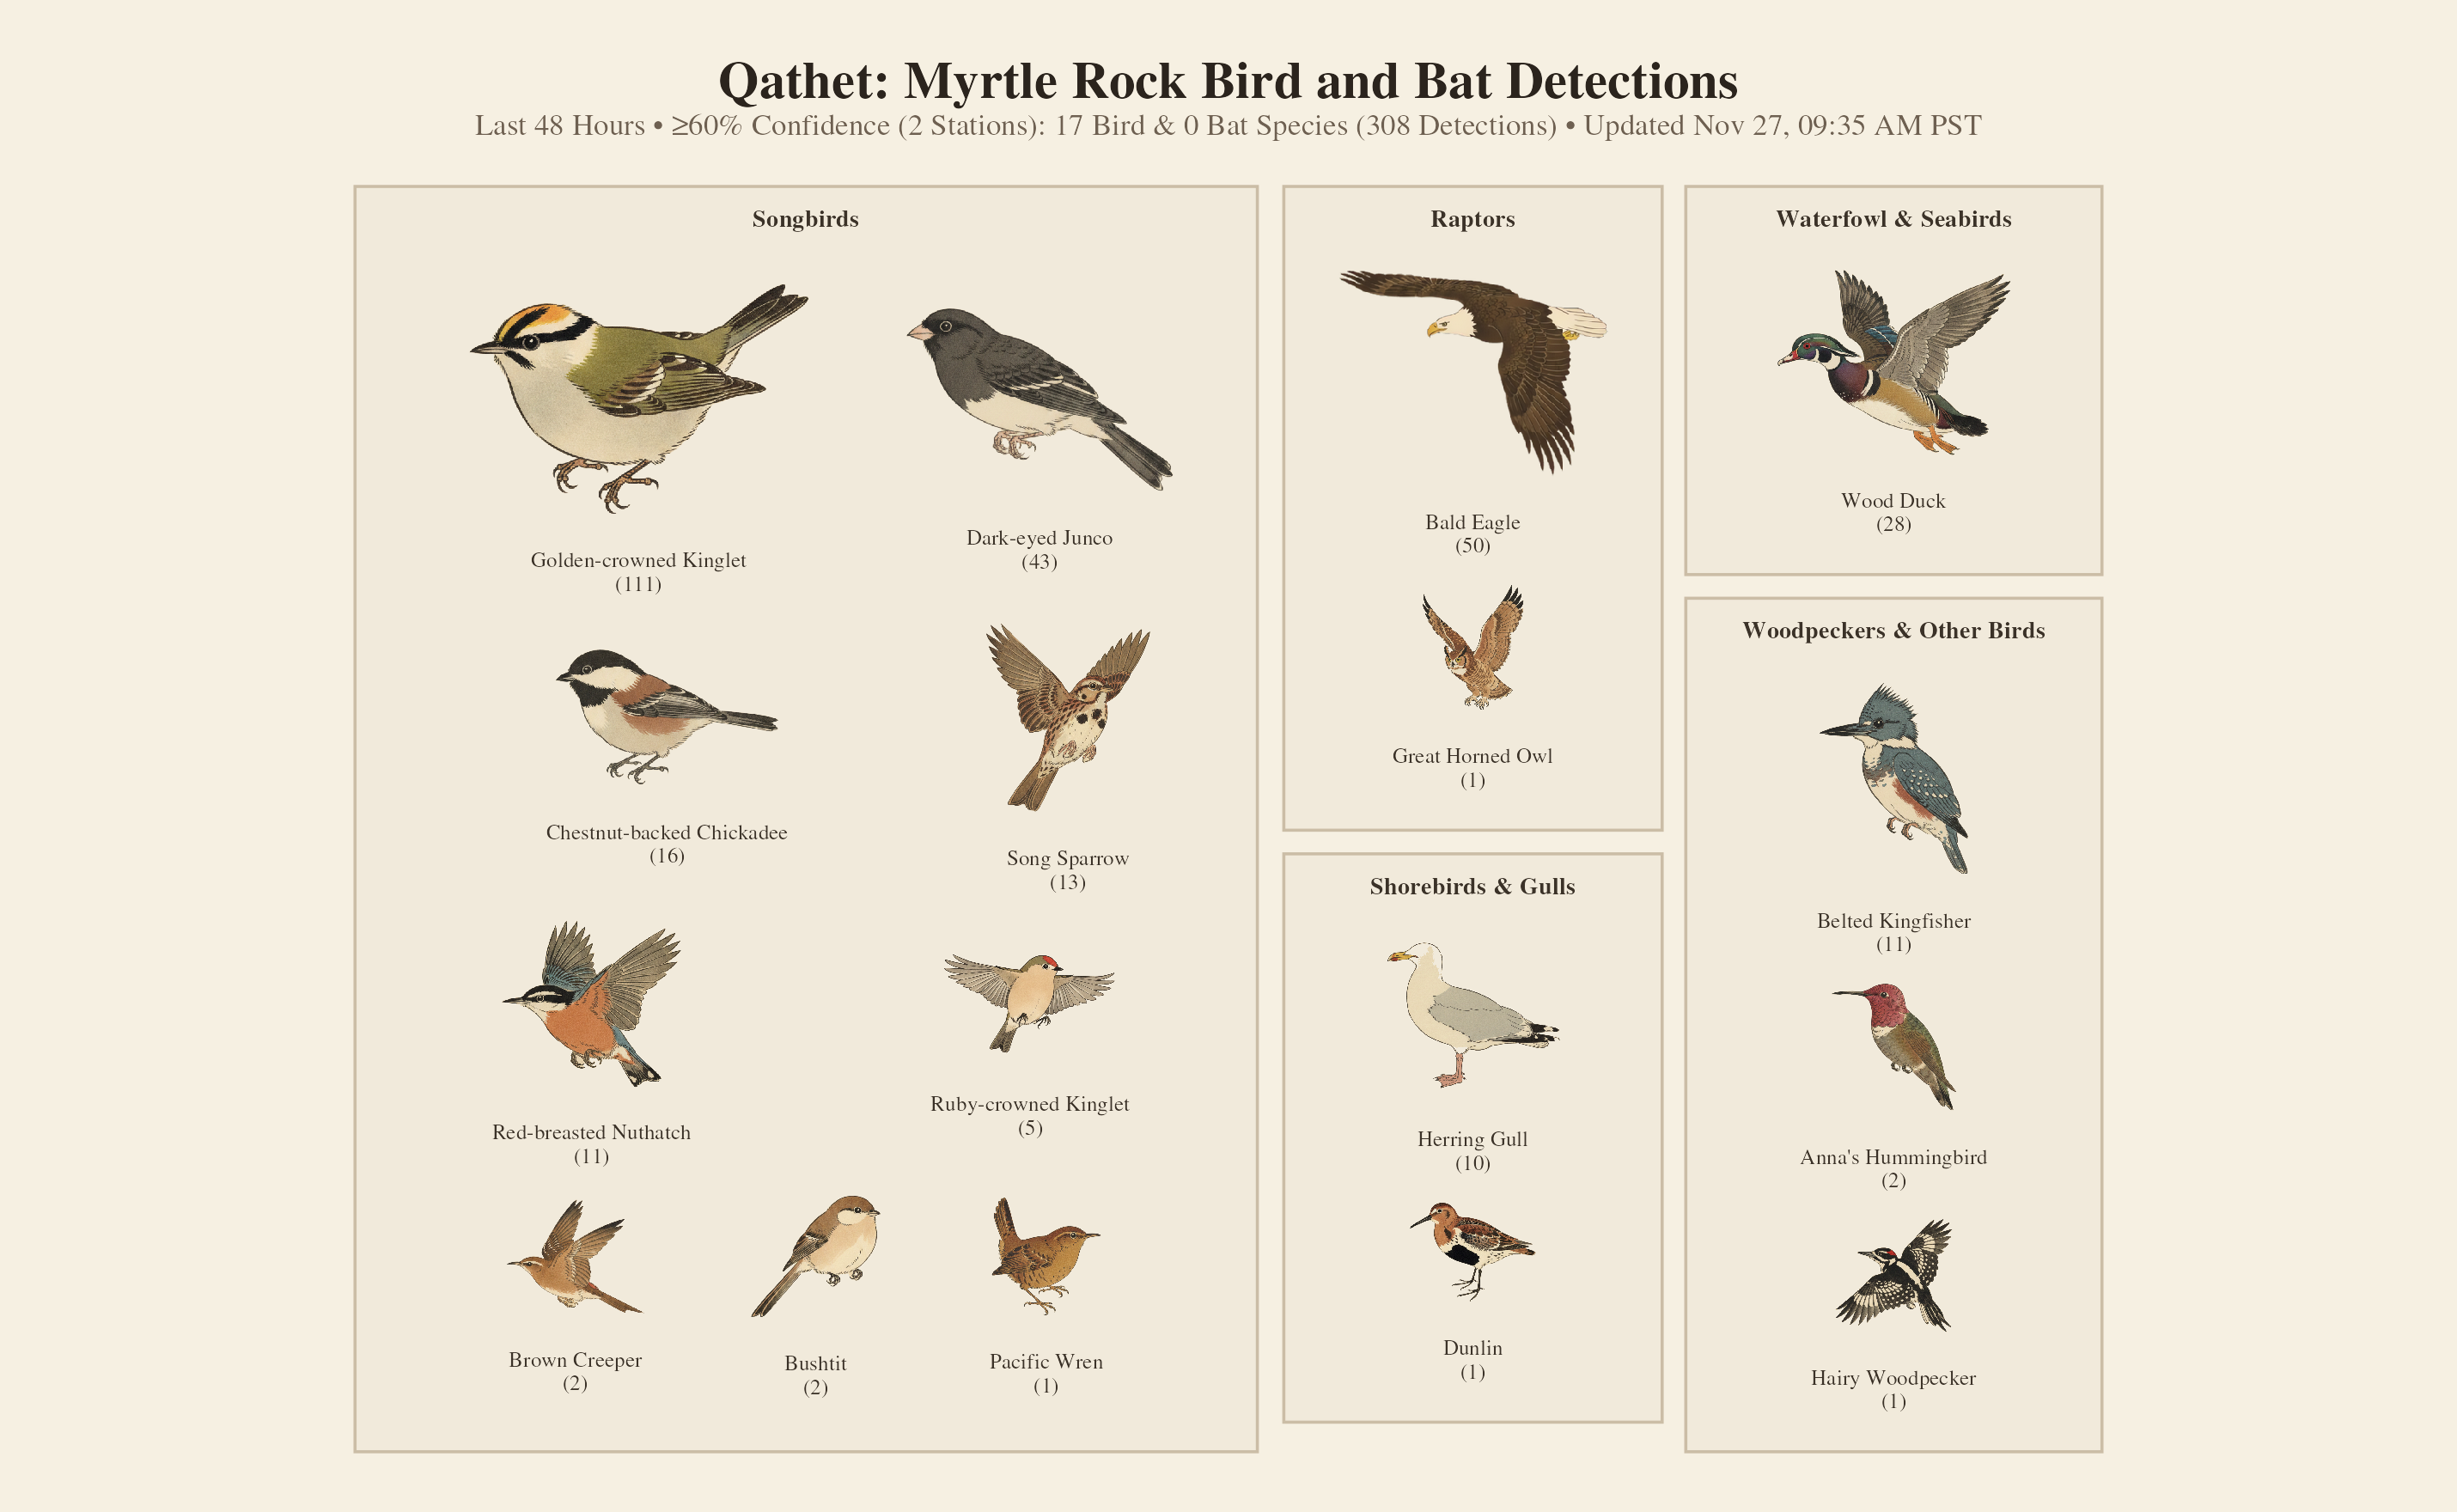 Qathet: Myrtle Rock Bird and Bat Detections
Last 48 Hours • ≥60% Confidence (2 Stations): 17 Bird & 0 Bat Species (308 Detections) • Updated Nov 27, 09:35 AM PST
Songbirds
Golden-crowned Kinglet
(111)
Dark-eyed Junco
(43)
Chestnut-backed Chickadee
(16)
Song Sparrow
(13)
Red-breasted Nuthatch
(11)
Ruby-crowned Kinglet
(5)
Brown Creeper
(2)
Bushtit
(2)
Pacific Wren
(1)
Raptors
Bald Eagle
(50)
Great Horned Owl
(1)
Shorebirds & Gulls
Herring Gull
(10)
Dunlin
(1)
Waterfowl & Seabirds
Wood Duck
(28)
Woodpeckers & Other Birds
Belted Kingfisher
(11)
Anna's Hummingbird
(2)
Hairy Woodpecker
(1)